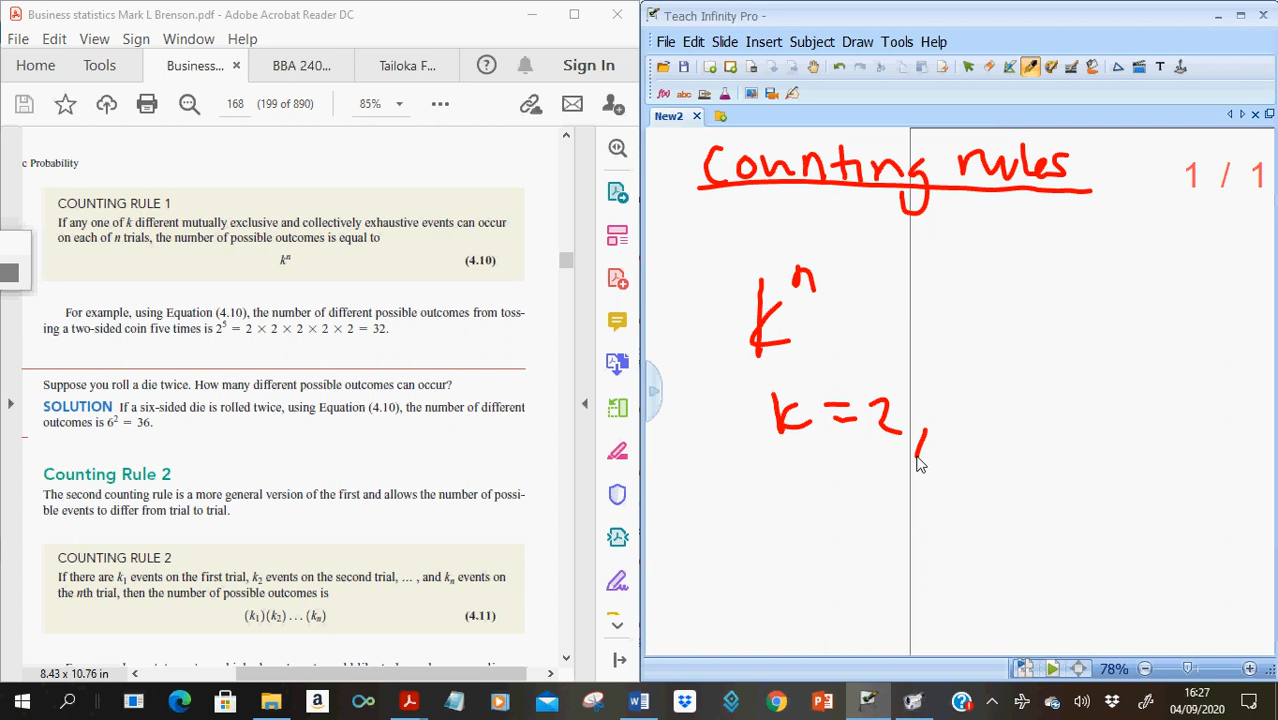 Business statistics Mark L Brenson.pdf - Adobe Acrobat Reader DC
File Edit View Sign Window Help
Home Tools Business... × BBA 240... Tailoka F... Sign In
168 (199 of 890) 85%
c Probability
COUNTING RULE 1
If any one of k different mutually exclusive and collectively exhaustive events can occur
on each of n trials, the number of possible outcomes is equal to
kⁿ (4.10)
For example, using Equation (4.10), the number of different possible outcomes from toss-
ing a two-sided coin five times is 2⁵ = 2 × 2 × 2 × 2 × 2 = 32.
Suppose you roll a die twice. How many different possible outcomes can occur?
SOLUTION If a six-sided die is rolled twice, using Equation (4.10), the number of different
outcomes is 6² = 36.
Counting Rule 2
The second counting rule is a more general version of the first and allows the number of possi-
ble events to differ from trial to trial.
COUNTING RULE 2
If there are k₁ events on the first trial, k₂ events on the second trial, ... , and kₙ events on
the nth trial, then the number of possible outcomes is
(k₁)(k₂) . . . (kₙ) (4.11)
8.43 x 10.76 in
Teach Infinity Pro -
File Edit Slide Insert Subject Draw Tools Help
f(x) abc
New2 ×
Counting rules
1 / 1
kⁿ
k = 2,
78%
16:27
04/09/2020